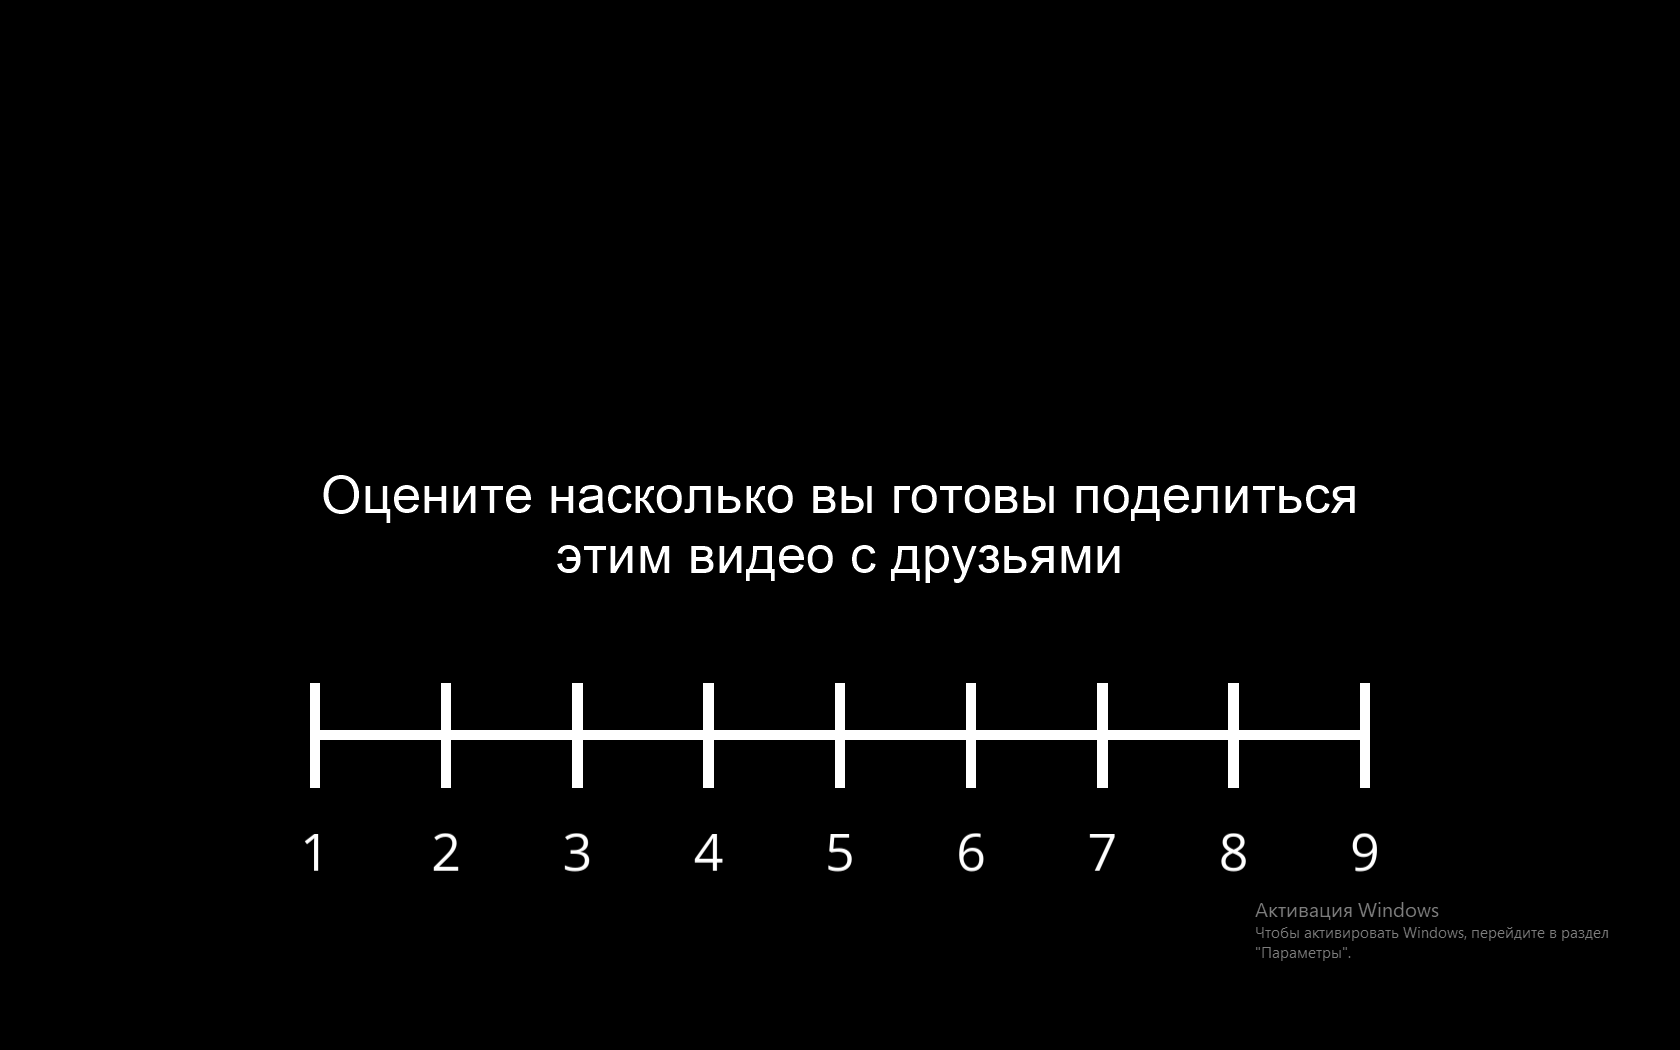 Оцените насколько вы готовы поделиться
этим видео с друзьями
1 2 3 4 5 6 7 8 9
Активация Windows
Чтобы активировать Windows, перейдите в раздел
"Параметры".